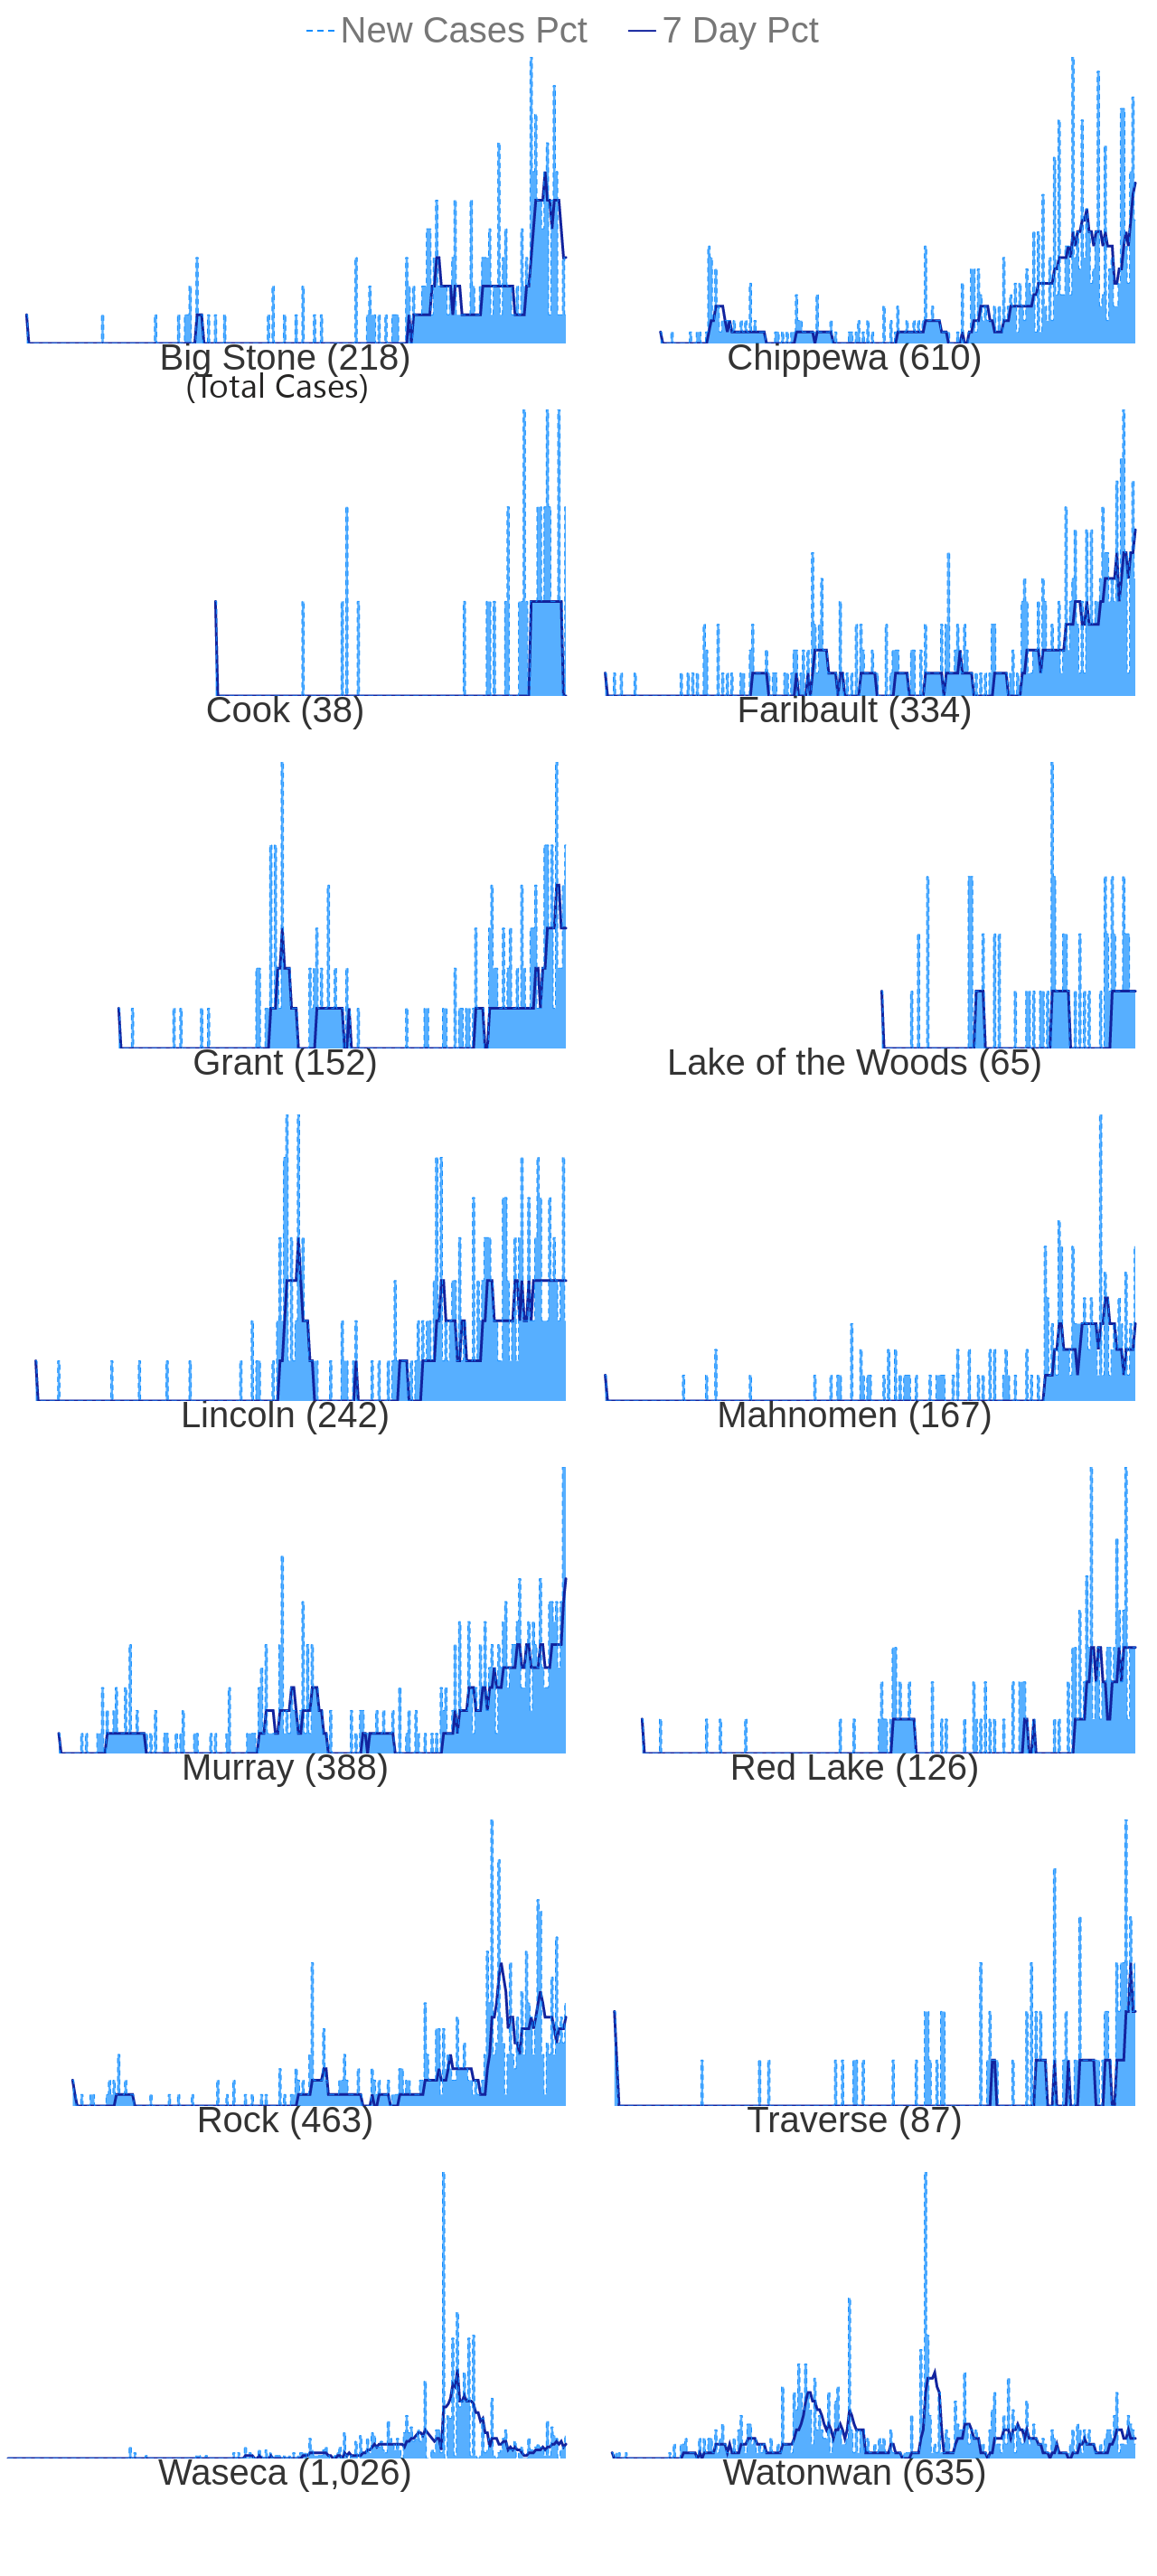 New Cases Pct 7 Day Pct
Big Stone (218) Chippewa (610)
(Total Cases)
Cook (38) Faribault (334)
Grant (152) Lake of the Woods (65)
Lincoln (242) Mahnomen (167)
Murray (388) Red Lake (126)
Rock (463) Traverse (87)
Waseca (1,026) Watonwan (635)